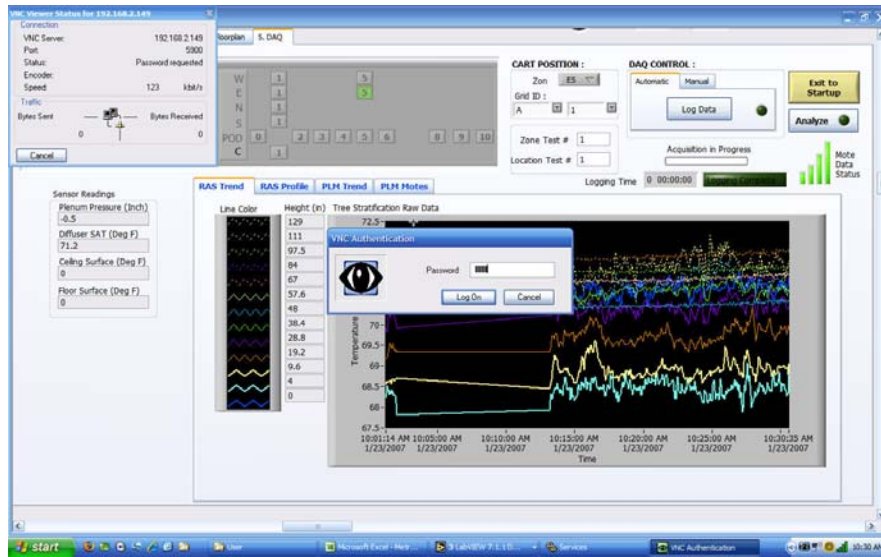 VNC Viewer Status for 192.168.2.149
Connection
VNC Server: 192.168.2.149
Port 5900
Status: Password requested
Encoder:
Speed 123 kbit/s
Traffic
Bytes Sent Bytes Received
0 0
Cancel
oorplan 5. DAQ
W 1 5
E 1 5
N 1
S 1
POD 0 2 3 4 5 6 8 9 10
C 1
CART POSITION :
Zon ES
Grid ID :
A 1
Zone Test # 1
Location Test # 1
DAQ CONTROL :
Automatic Manual
Log Data
Acquisition in Progress
Logging Time 0 00:00:00 Logging Complete
Exit to
Startup
Analyze
Mote
Data
Status
Sensor Readings
Plenum Pressure (Inch)
-0.5
Diffuser SAT (Deg F)
71.2
Ceiling Surface (Deg F)
0
Floor Surface (Deg F)
0
RAS Trend RAS Profile PLM Trend PLM Motes
Line Color Height (in) Tree Stratification Raw Data
129
111
97.5
84
67
57.6
48
38.4
28.8
19.2
9.6
4
0
72.5
VNC Authentication
Password
Log On Cancel
Temperature
70
69.5
69
68.5
68
67.5
10:01:14 AM 10:05:00 AM 10:10:00 AM 10:15:00 AM 10:20:00 AM 10:25:00 AM 10:30:35 AM
1/23/2007 1/23/2007 1/23/2007 1/23/2007 1/23/2007 1/23/2007 1/23/2007
Time
start User Microsoft Excel - Metr... 3 LabVIEW 7.1.1 D... Services VNC Authentication 10:30 AM